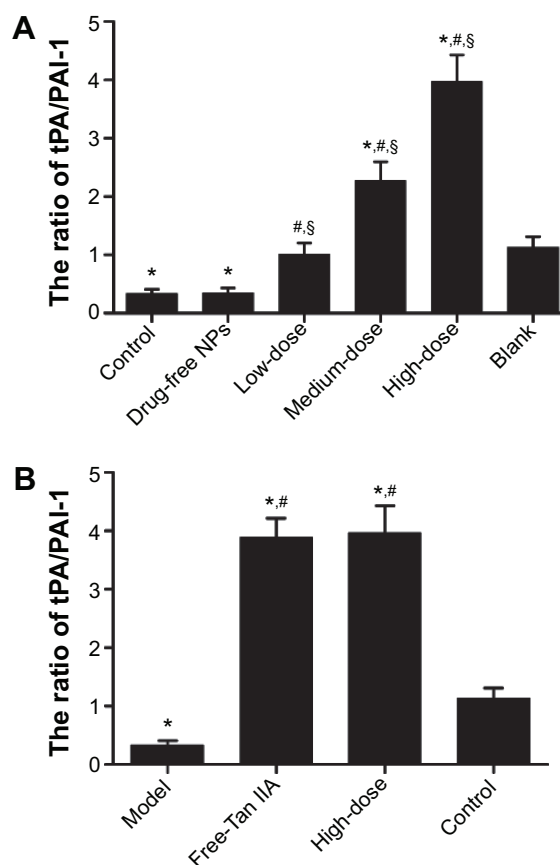 A
The ratio of tPA/PAI-1
5
4
3
2
1
0
*
*
#,§
*,#,§
*,#,§
Control
Drug-free NPs
Low-dose
Medium-dose
High-dose
Blank
B
The ratio of tPA/PAI-1
5
4
3
2
1
0
*
*,#
*,#
Model
Free-Tan IIA
High-dose
Control